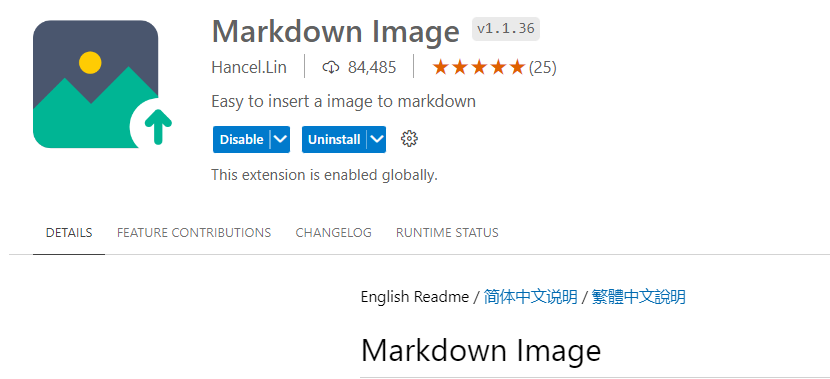 Markdown Image v1.1.36
Hancel.Lin 84,485 (25)
Easy to insert a image to markdown
Disable Uninstall
This extension is enabled globally.
DETAILS FEATURE CONTRIBUTIONS CHANGELOG RUNTIME STATUS
English Readme / 简体中文说明 / 繁體中文說明
Markdown Image